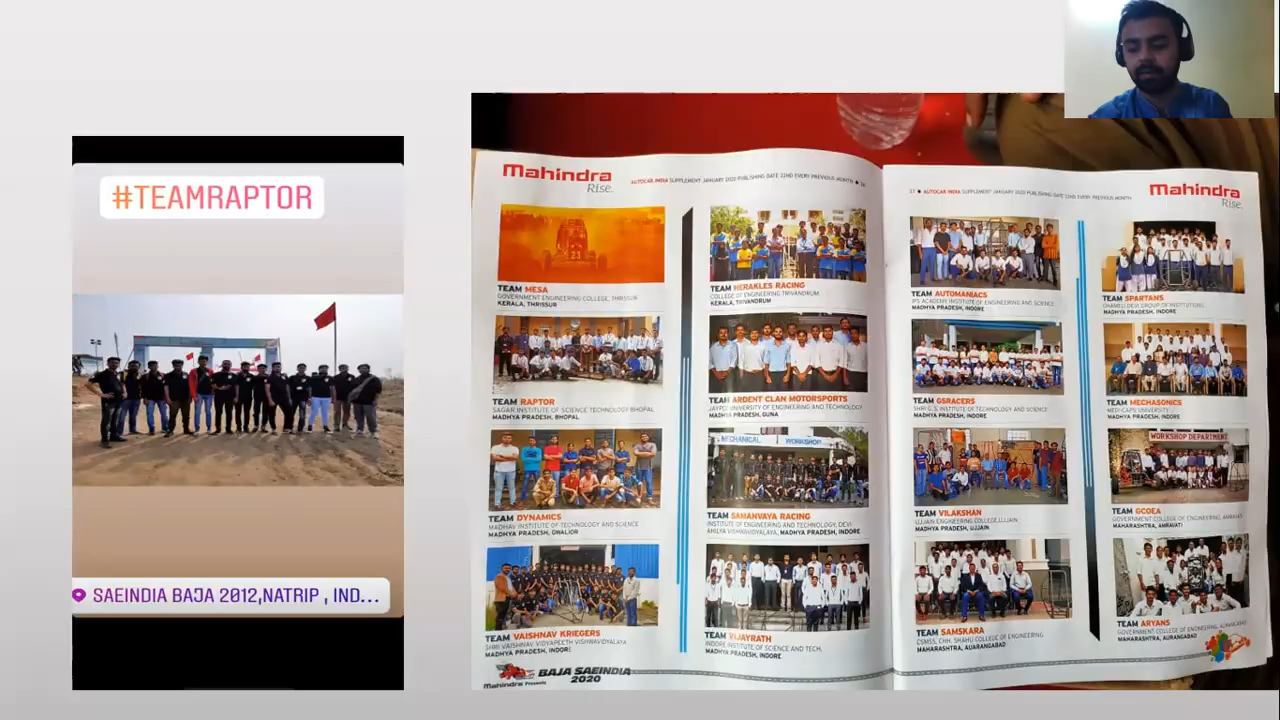 #TEAMRAPTOR
SAEINDIA BAJA 2012,NATRIP , IND...
Mahindra
Rise.
AUTOCAR INDIA SUPPLEMENT JANUARY 2020 PUBLISHING DATE 22ND EVERY PREVIOUS MONTH
TEAM MESA
GOVERNMENT ENGINEERING COLLEGE, THRISSUR
KERALA, THRISSUR
TEAM RAPTOR
SAGAR INSTITUTE OF SCIENCE TECHNOLOGY BHOPAL
MADHYA PRADESH, BHOPAL
TEAM DYNAMICS
MADHAV INSTITUTE OF TECHNOLOGY AND SCIENCE
MADHYA PRADESH, GWALIOR
TEAM VAISHNAV KRIEGERS
SHRI VAISHNAV VIDYAPEETH VISHWAVIDYALAYA
MADHYA PRADESH, INDORE
TEAM HERAKLES RACING
COLLEGE OF ENGINEERING TRIVANDRUM
KERALA, TRIVANDRUM
TEAM ARDENT CLAN MOTORSPORTS
JAYPEE UNIVERSITY OF ENGINEERING AND TECHNOLOGY
MADHYA PRADESH, GUNA
MECHANICAL WORKSHOP
TEAM SAMANVAYA RACING
INSTITUTE OF ENGINEERING AND TECHNOLOGY, DEVI
AHILYA VISHWAVIDYALAYA, MADHYA PRADESH, INDORE
TEAM VIJAYRATH
INDORE INSTITUTE OF SCIENCE AND TECH.
MADHYA PRADESH, INDORE
Mahindra Presents
BAJA SAEINDIA
2020
17 AUTOCAR INDIA SUPPLEMENT JANUARY 2020 PUBLISHING DATE 22ND EVERY PREVIOUS MONTH
Mahindra
Rise.
TEAM AUTOMANIACS
IPS ACADEMY INSTITUTE OF ENGINEERING AND SCIENCE
MADHYA PRADESH, INDORE
TEAM GSRACERS
SHRI G.S. INSTITUTE OF TECHNOLOGY AND SCIENCE
MADHYA PRADESH, INDORE
TEAM VILAKSHAN
UJJAIN ENGINEERING COLLEGE,UJJAIN
MADHYA PRADESH, UJJAIN
TEAM SAMSKARA
CSMSS, CHH. SHAHU COLLEGE OF ENGINEERING
MAHARASHTRA, AURANGABAD
TEAM SPARTANS
CHAMELI DEVI GROUP OF INSTITUTIONS
MADHYA PRADESH, INDORE
TEAM MECHASONICS
MEDI-CAPS UNIVERSITY
MADHYA PRADESH, INDORE
WORKSHOP DEPARTMENT
TEAM GCOEA
GOVERNMENT COLLEGE OF ENGINEERING, AMRAVATI
MAHARASHTRA, AMRAVATI
TEAM ARYANS
GOVERNMENT COLLEGE OF ENGINEERING, AURANGABAD
MAHARASHTRA, AURANGABAD